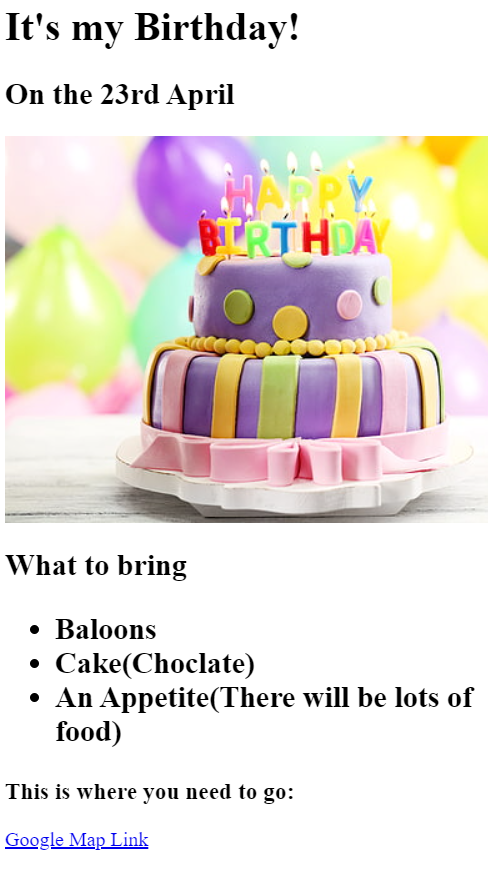 It's my Birthday!
On the 23rd April
HAPPY
BIRTHDAY
What to bring
Baloons
Cake(Choclate)
An Appetite(There will be lots of
food)
This is where you need to go:
Google Map Link